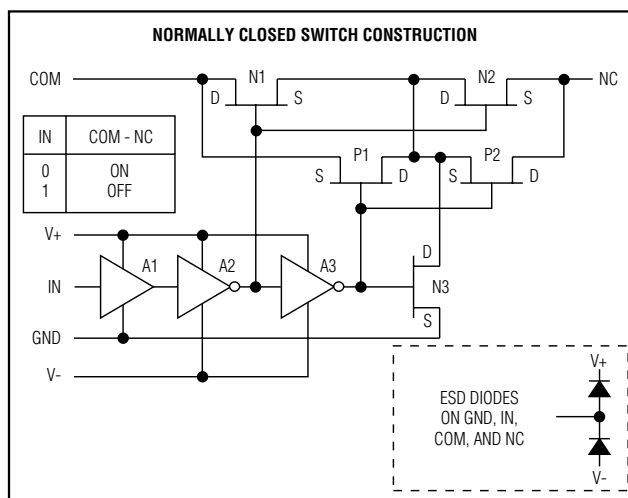 NORMALLY CLOSED SWITCH CONSTRUCTION
COM N1 N2 NC
D S D S
IN COM - NC
0 ON
1 OFF
P1 P2
S D S D
V+
A1 A2 A3 D
IN N3
S
GND
V-
ESD DIODES
ON GND, IN,
COM, AND NC
V+
V-